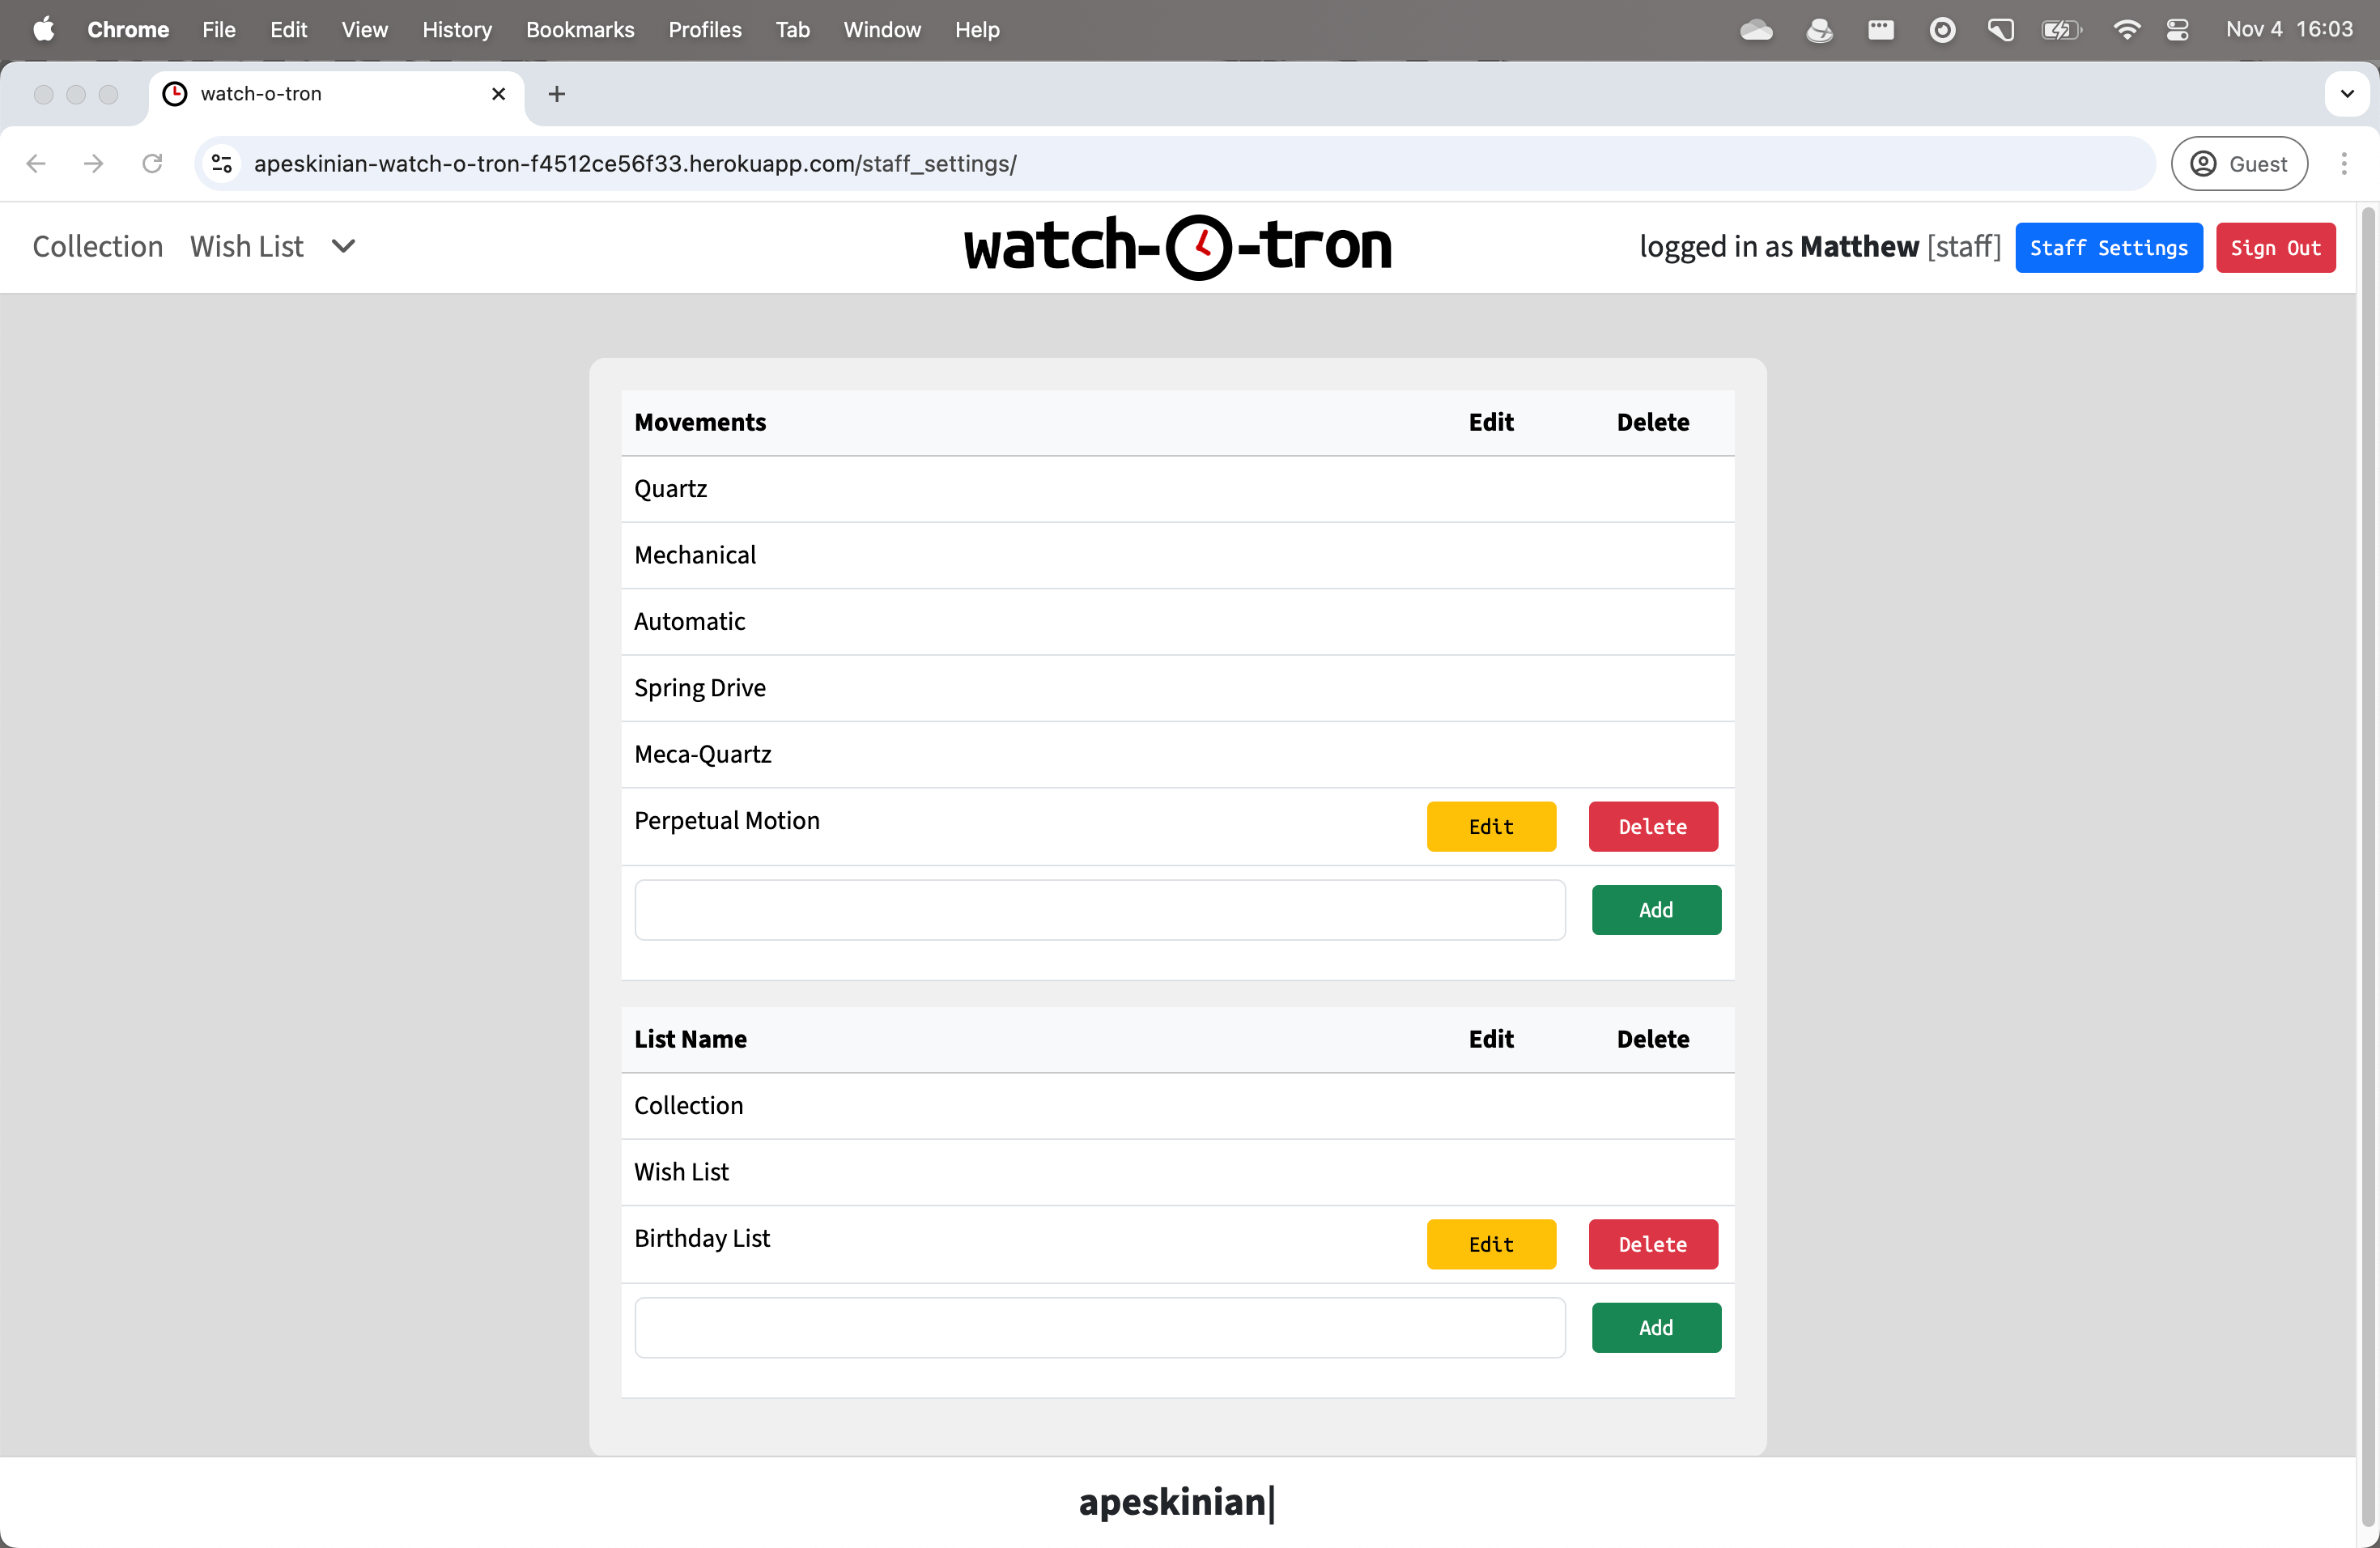 Chrome File Edit View History Bookmarks Profiles Tab Window Help Nov 4 16:03
watch-o-tron
apeskinian-watch-o-tron-f4512ce56f33.herokuapp.com/staff_settings/ Guest
Collection Wish List watch-o-tron logged in as Matthew [staff] Staff Settings Sign Out
Movements Edit Delete
Quartz
Mechanical
Automatic
Spring Drive
Meca-Quartz
Perpetual Motion Edit Delete
Add
List Name Edit Delete
Collection
Wish List
Birthday List Edit Delete
Add
apeskinian|